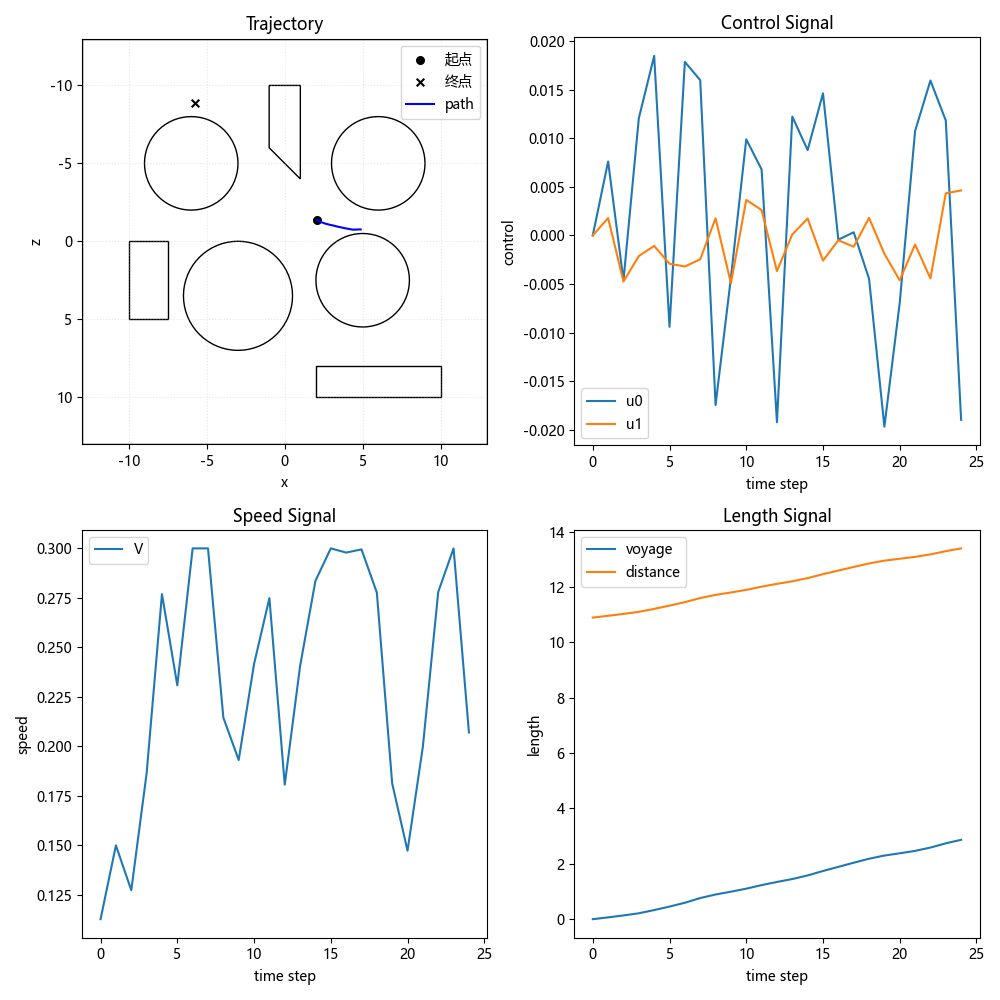 Trajectory
-10
-5
0
5
10
z
-10
-5
0
5
10
x
起点
终点
path
Control Signal
0.020
0.015
0.010
0.005
0.000
-0.005
-0.010
-0.015
-0.020
control
u0
u1
0
5
10
15
20
25
time step
Speed Signal
V
0.300
0.275
0.250
0.225
0.200
0.175
0.150
0.125
speed
0
5
10
15
20
25
time step
Length Signal
voyage
distance
14
12
10
8
6
4
2
0
length
0
5
10
15
20
25
time step